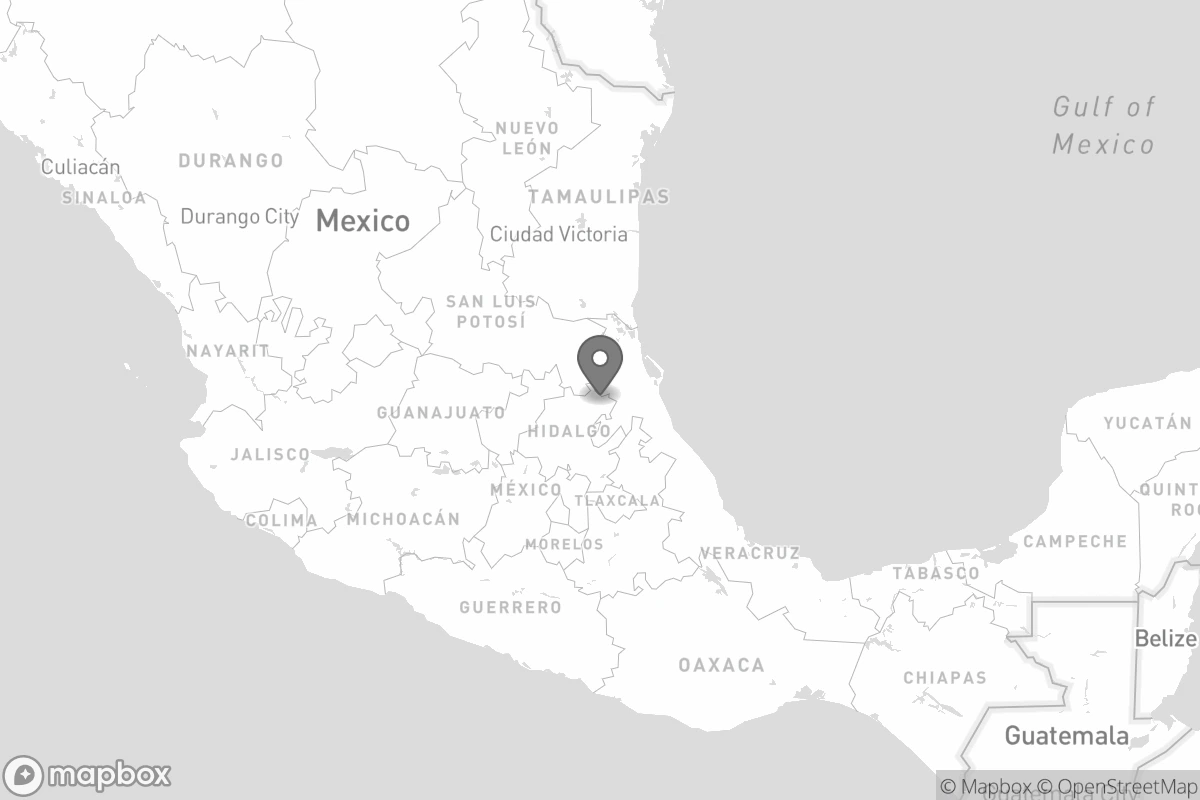 Gulf of
Mexico
NUEVO
LEÓN
DURANGO
Culiacán
SINALOA
TAMAULIPAS
Durango City
Mexico
Ciudad Victoria
SAN LUIS
POTOSÍ
NAYARIT
GUANAJUATO
HIDALGO
YUCATÁN
JALISCO
MÉXICO
TLAXCALA
QUINT
ROO
COLIMA
MICHOACÁN
MORELOS
VERACRUZ
CAMPECHE
TABASCO
GUERRERO
Belize
OAXACA
CHIAPAS
Guatemala
mapbox
© Mapbox © OpenStreetMap